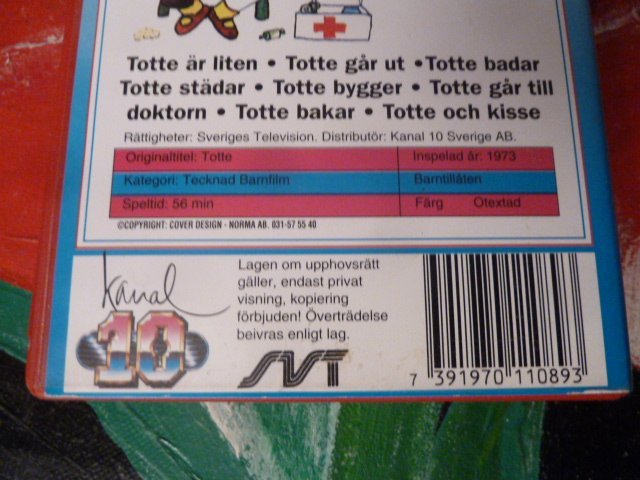 Totte är liten • Totte går ut • Totte badar
Totte städar • Totte bygger • Totte går till
doktorn • Totte bakar • Totte och kisse
Rättigheter: Sveriges Television. Distributör: Kanal 10 Sverige AB.
Originaltitel: Totte Inspelad år: 1973
Kategori: Tecknad Barnfilm Barntillåten
Speltid: 56 min Färg Otextad
©COPYRIGHT: COVER DESIGN - NORMA AB. 031-57 55 40
kanal
10
Lagen om upphovsrätt
gäller, endast privat
visning, kopiering
förbjuden! Överträdelse
beivras enligt lag.
SVT
7 391970 110893